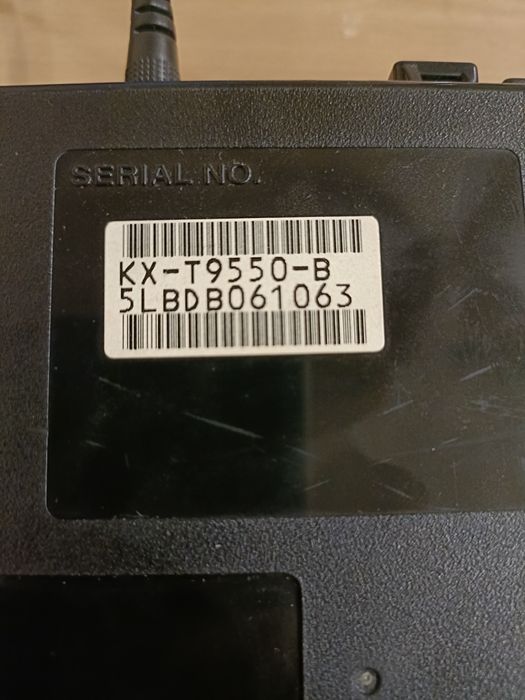 SERIAL NO.
KX-T9550-B
5LBDB061063